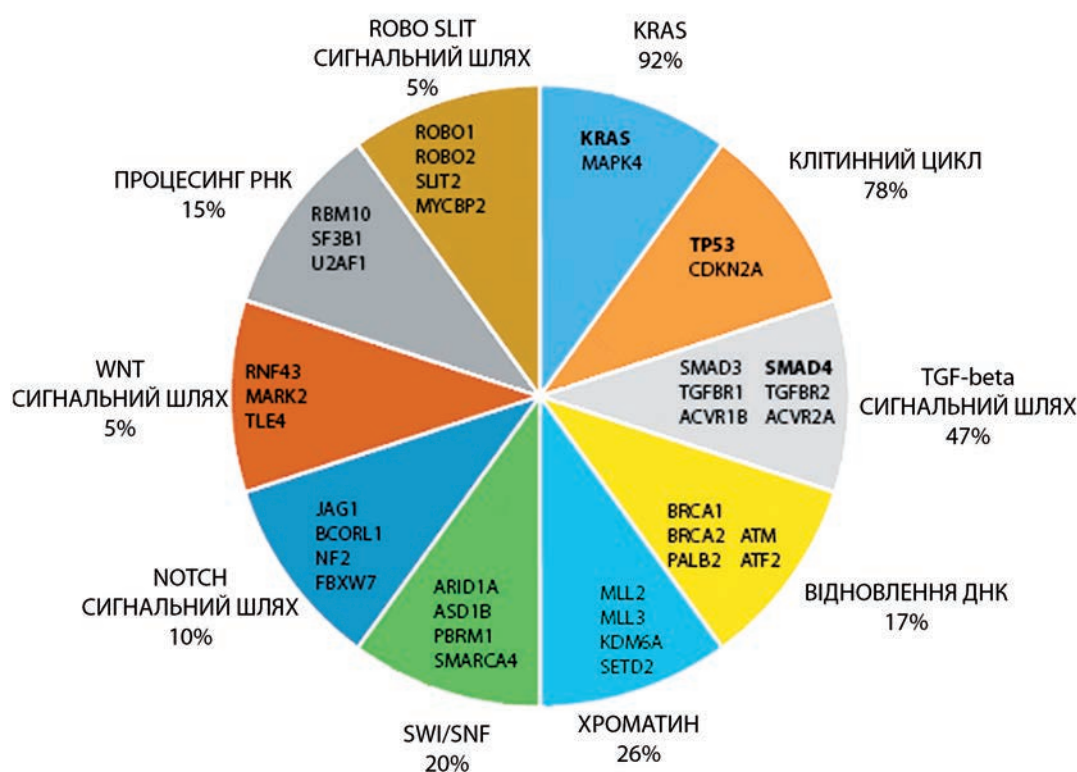 ROBO SLIT
СИГНАЛЬНИЙ ШЛЯХ
5%
KRAS
92%
ROBO1
ROBO2
SLIT2
MYCBP2
KRAS
MAPK4
КЛІТИННИЙ ЦИКЛ
78%
ПРОЦЕСИНГ РНК
15%
RBM10
SF3B1
U2AF1
TP53
CDKN2A
WNT
СИГНАЛЬНИЙ ШЛЯХ
5%
RNF43
MARK2
TLE4
SMAD3 SMAD4
TGFBR1 TGFBR2
ACVR1B ACVR2A
TGF-beta
СИГНАЛЬНИЙ ШЛЯХ
47%
JAG1
BCORL1
NF2
FBXW7
BRCA1
BRCA2 ATM
PALB2 ATF2
NOTCH
СИГНАЛЬНИЙ ШЛЯХ
10%
ВІДНОВЛЕННЯ ДНК
17%
ARID1A
ASD1B
PBRM1
SMARCA4
MLL2
MLL3
KDM6A
SETD2
SWI/SNF
20%
ХРОМАТИН
26%